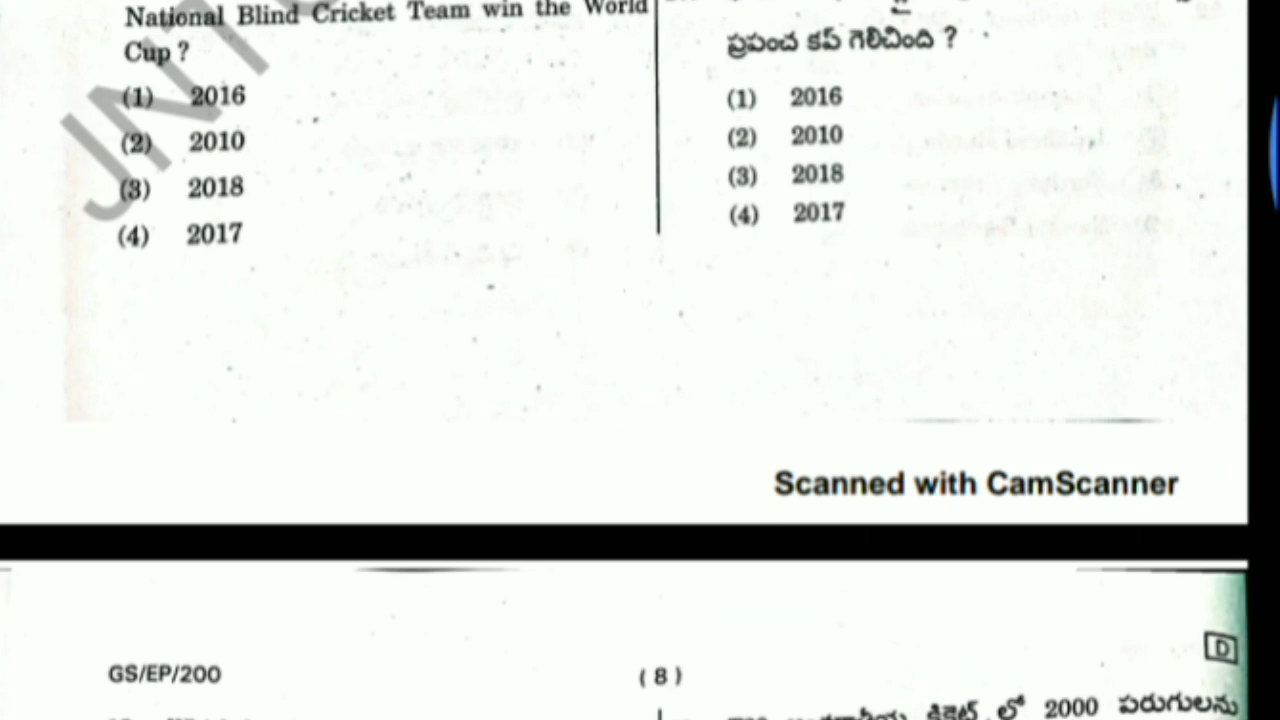 National Blind Cricket Team win the World
Cup ?
(1) 2016
(2) 2010
(3) 2018
(4) 2017
ప్రపంచ కప్ గెలిచింది ?
(1) 2016
(2) 2010
(3) 2018
(4) 2017
JNT
Scanned with CamScanner
D
GS/EP/200
( 8 )
క్రికెట్ లో 2000 పరుగులను